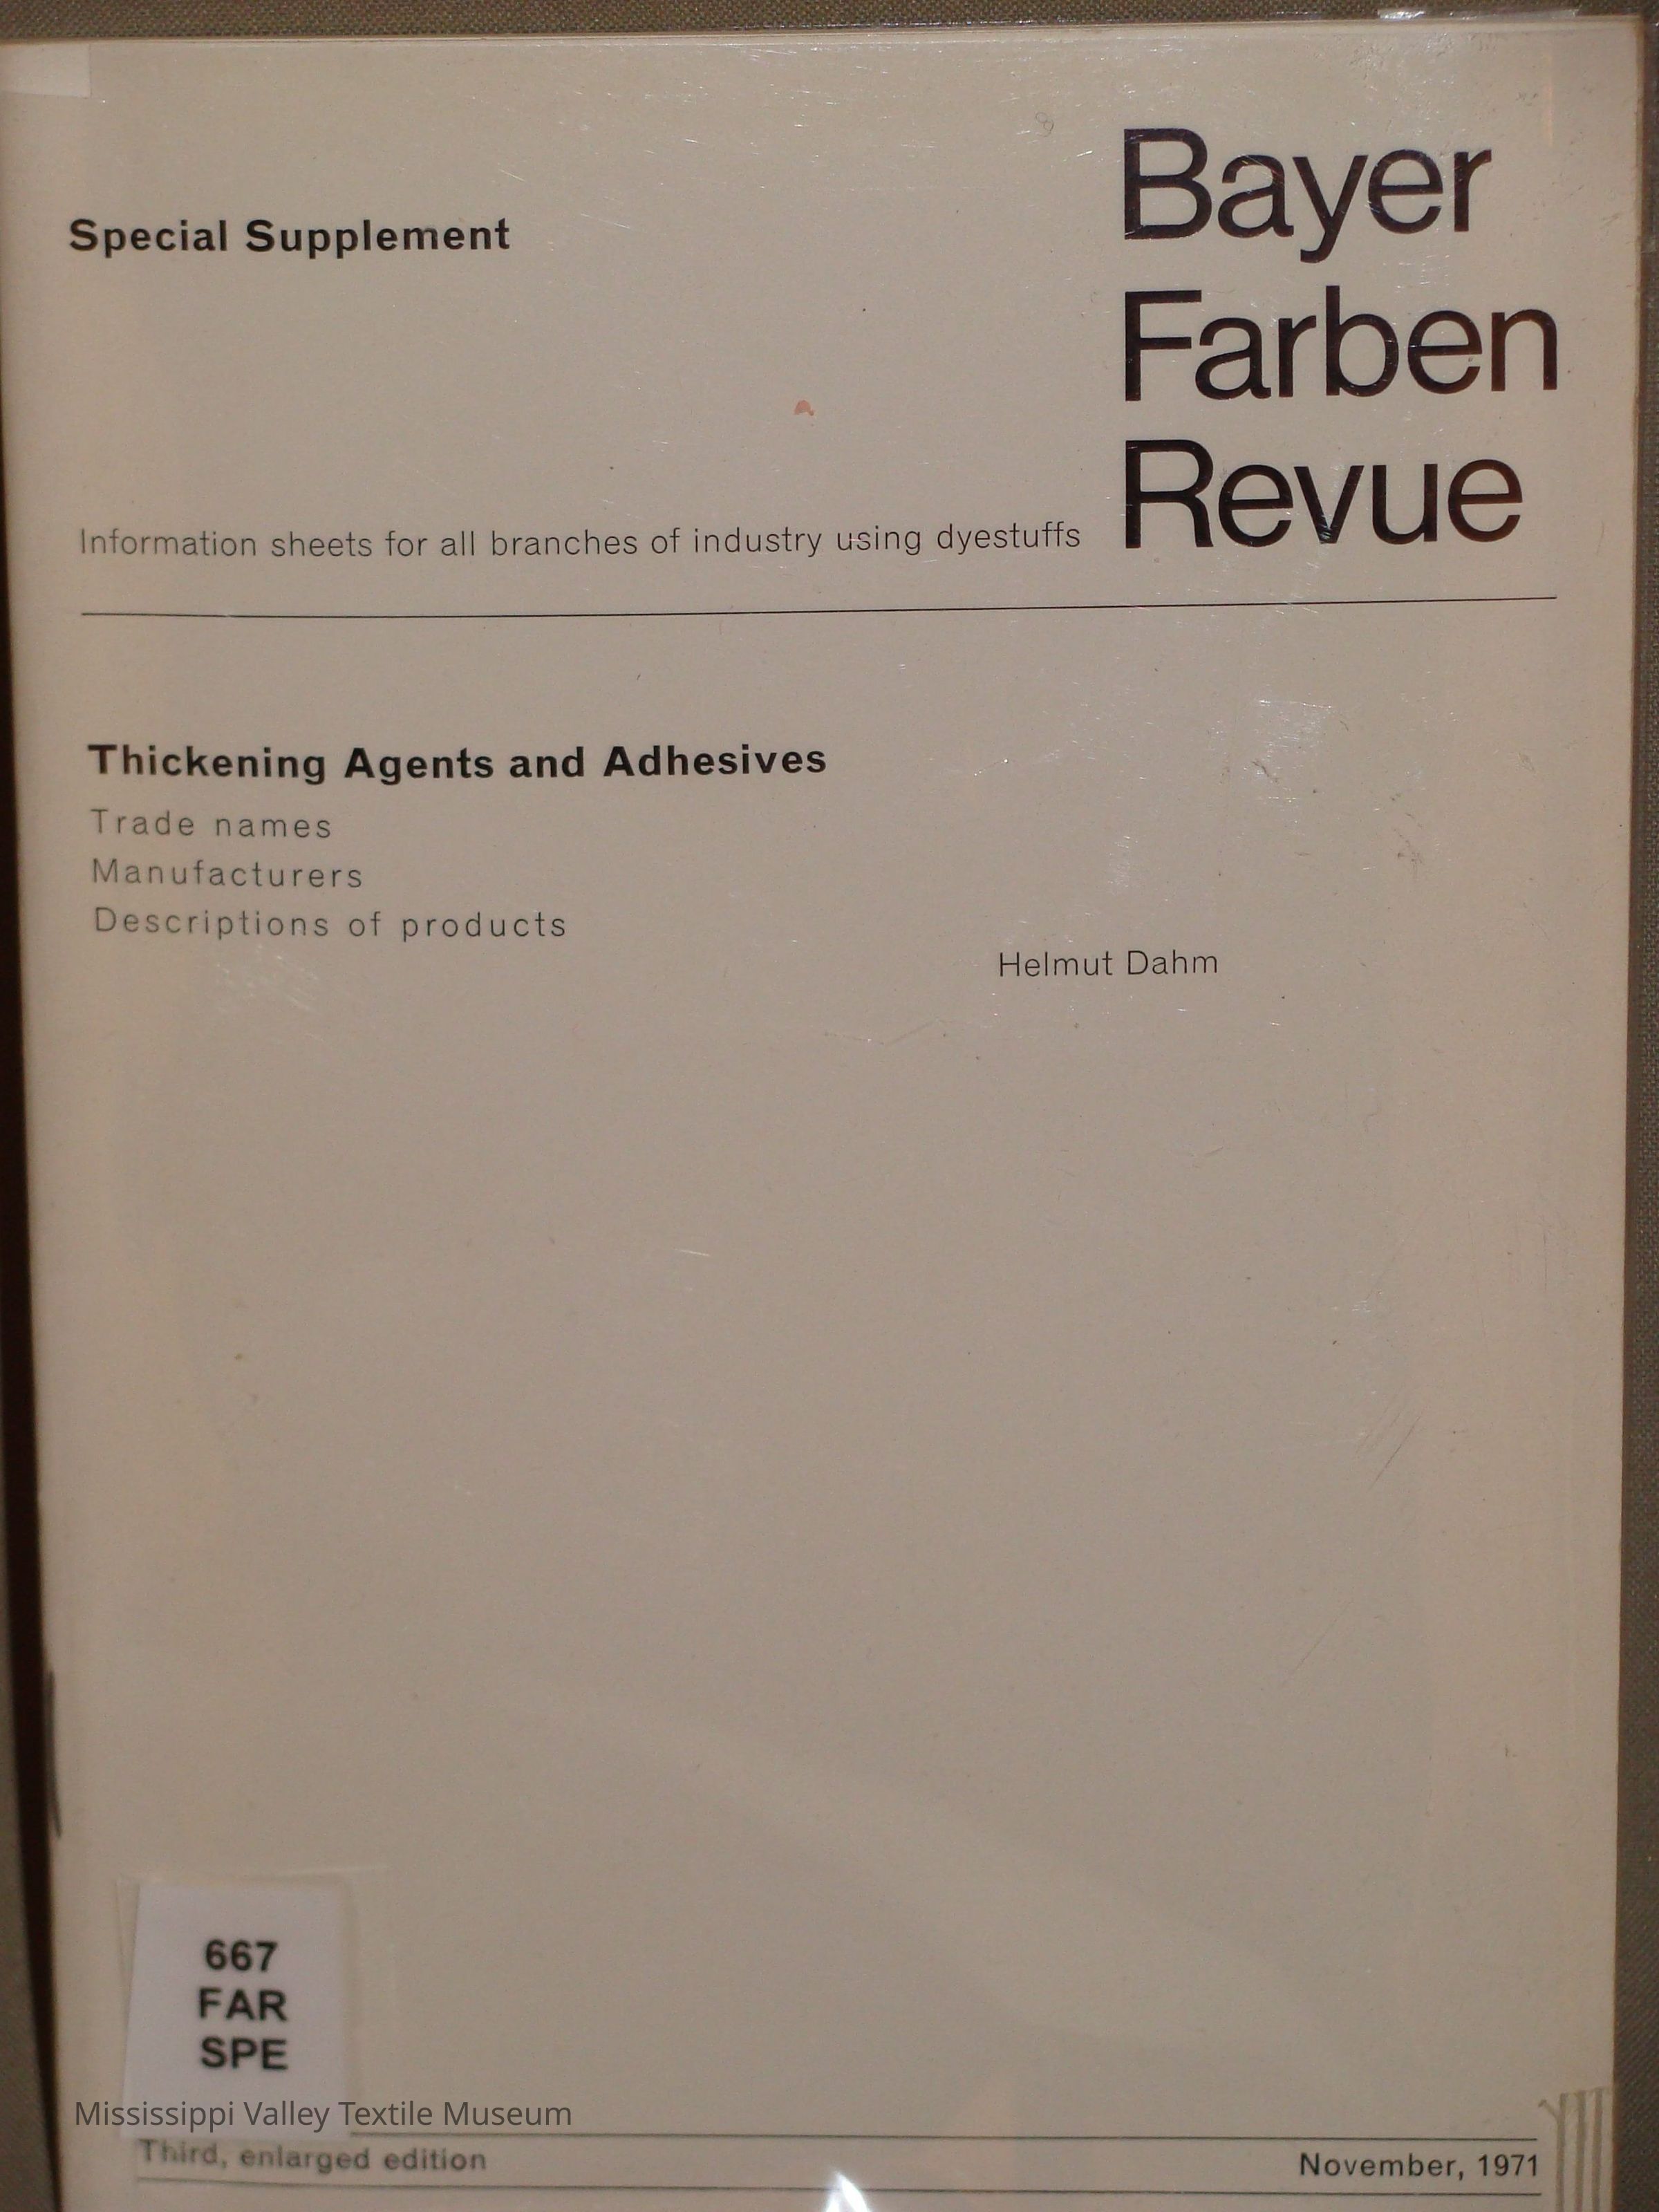 Special Supplement
Bayer
Farben
Revue
Information sheets for all branches of industry using dyestuffs
Thickening Agents and Adhesives
Trade names
Manufacturers
Descriptions of products
Helmut Dahm
667
FAR
SPE
Mississippi Valley Textile Museum
Third, enlarged edition
November, 1971